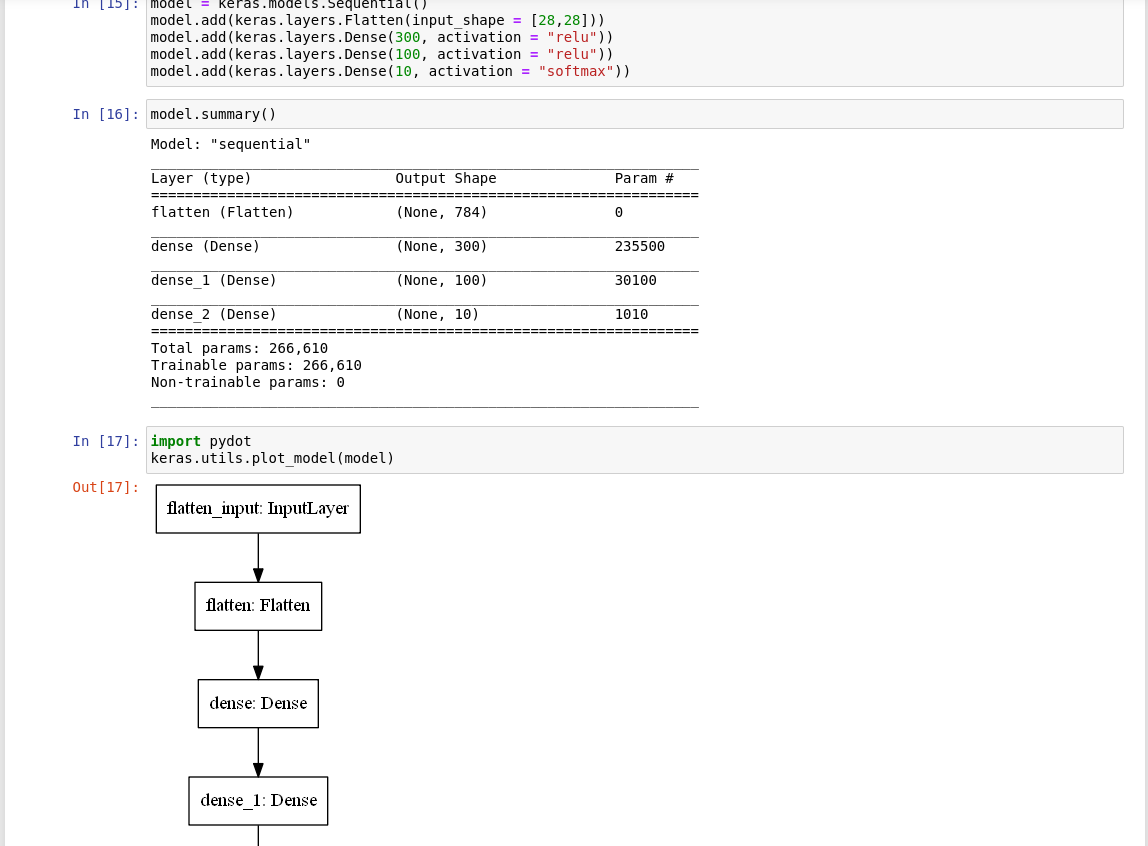 In [15]: model = keras.models.Sequential()
model.add(keras.layers.Flatten(input_shape = [28,28]))
model.add(keras.layers.Dense(300, activation = "relu"))
model.add(keras.layers.Dense(100, activation = "relu"))
model.add(keras.layers.Dense(10, activation = "softmax"))
In [16]: model.summary()
Model: "sequential"
_________________________________________________________________
Layer (type) Output Shape Param #
=================================================================
flatten (Flatten) (None, 784) 0
_________________________________________________________________
dense (Dense) (None, 300) 235500
_________________________________________________________________
dense_1 (Dense) (None, 100) 30100
_________________________________________________________________
dense_2 (Dense) (None, 10) 1010
=================================================================
Total params: 266,610
Trainable params: 266,610
Non-trainable params: 0
_________________________________________________________________
In [17]: import pydot
keras.utils.plot_model(model)
Out[17]:
flatten_input: InputLayer
flatten: Flatten
dense: Dense
dense_1: Dense